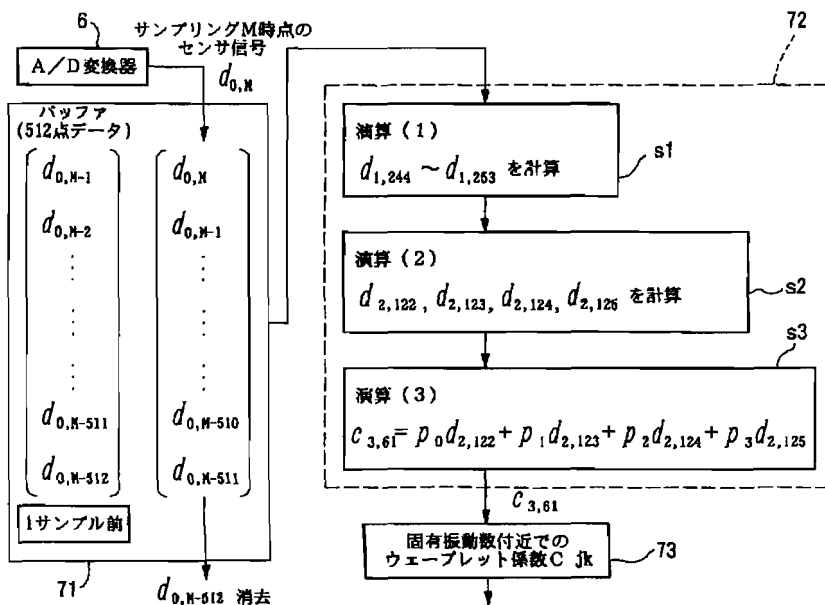 6
A/D変換器
サンプリングM時点の
センサ信号
d0,M
バッファ
(512点データ)
d0,M-1
d0,M-2
d0,M-511
d0,M-512
1サンプル前
d0,M
d0,M-1
d0,M-510
d0,M-511
71
d0,M-512 消去
72
演算(1)
d1,244 ~ d1,253 を計算
s1
演算(2)
d2,122 , d2,123, d2,124, d2,125 を計算
s2
s3
演算(3)
c3,61= p0d2,122+ p1d2,123+ p2d2,124+ p3d2,125
c3,61
固有振動数付近での
ウェーブレット係数C jk
73